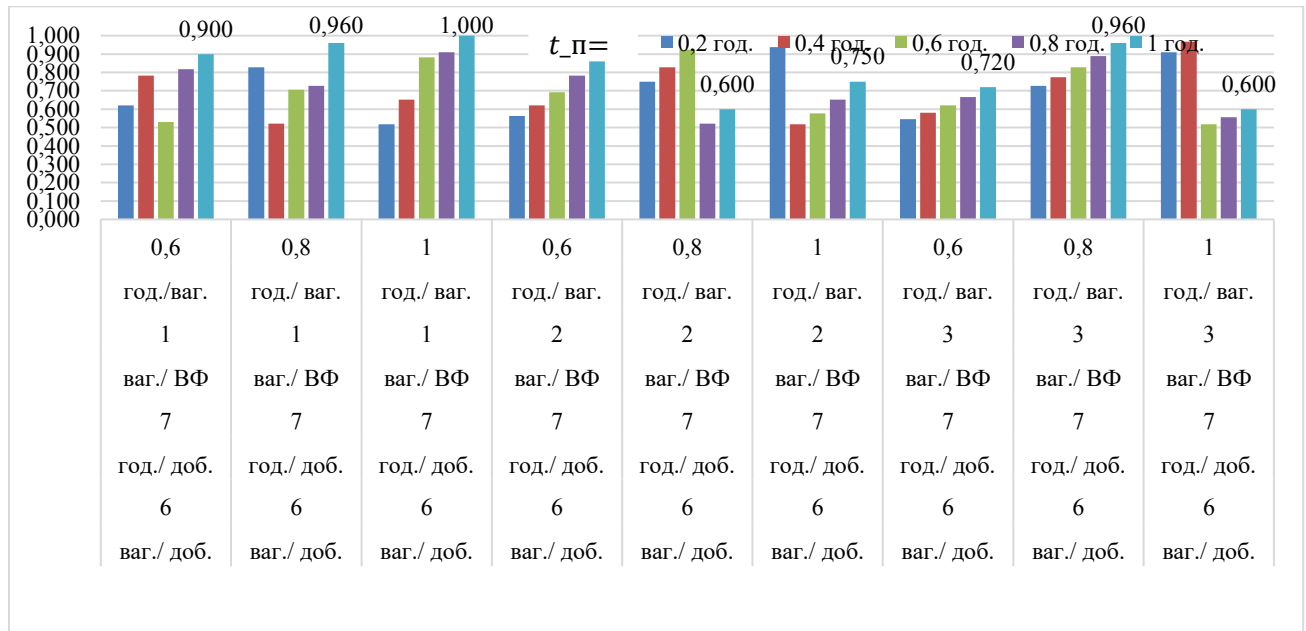 0,900 0,960 1,000 0,750 0,720 0,960
0,600 0,600
t_п= 0,2 год. 0,4 год. 0,6 год. 0,8 год. 1 год.
1,000
0,900
0,800
0,700
0,600
0,500
0,400
0,300
0,200
0,100
0,000
0,6 0,8 1 0,6 0,8 1 0,6 0,8 1
год./ваг. год./ ваг. год./ ваг. год./ ваг. год./ ваг. год./ ваг. год./ ваг. год./ ваг. год./ ваг.
1 1 1 2 2 2 3 3 3
ваг./ ВФ ваг./ ВФ ваг./ ВФ ваг./ ВФ ваг./ ВФ ваг./ ВФ ваг./ ВФ ваг./ ВФ ваг./ ВФ
7 7 7 7 7 7 7 7 7
год./ доб. год./ доб. год./ доб. год./ доб. год./ доб. год./ доб. год./ доб. год./ доб. год./ доб.
6 6 6 6 6 6 6 6 6
ваг./ доб. ваг./ доб. ваг./ доб. ваг./ доб. ваг./ доб. ваг./ доб. ваг./ доб. ваг./ доб. ваг./ доб.